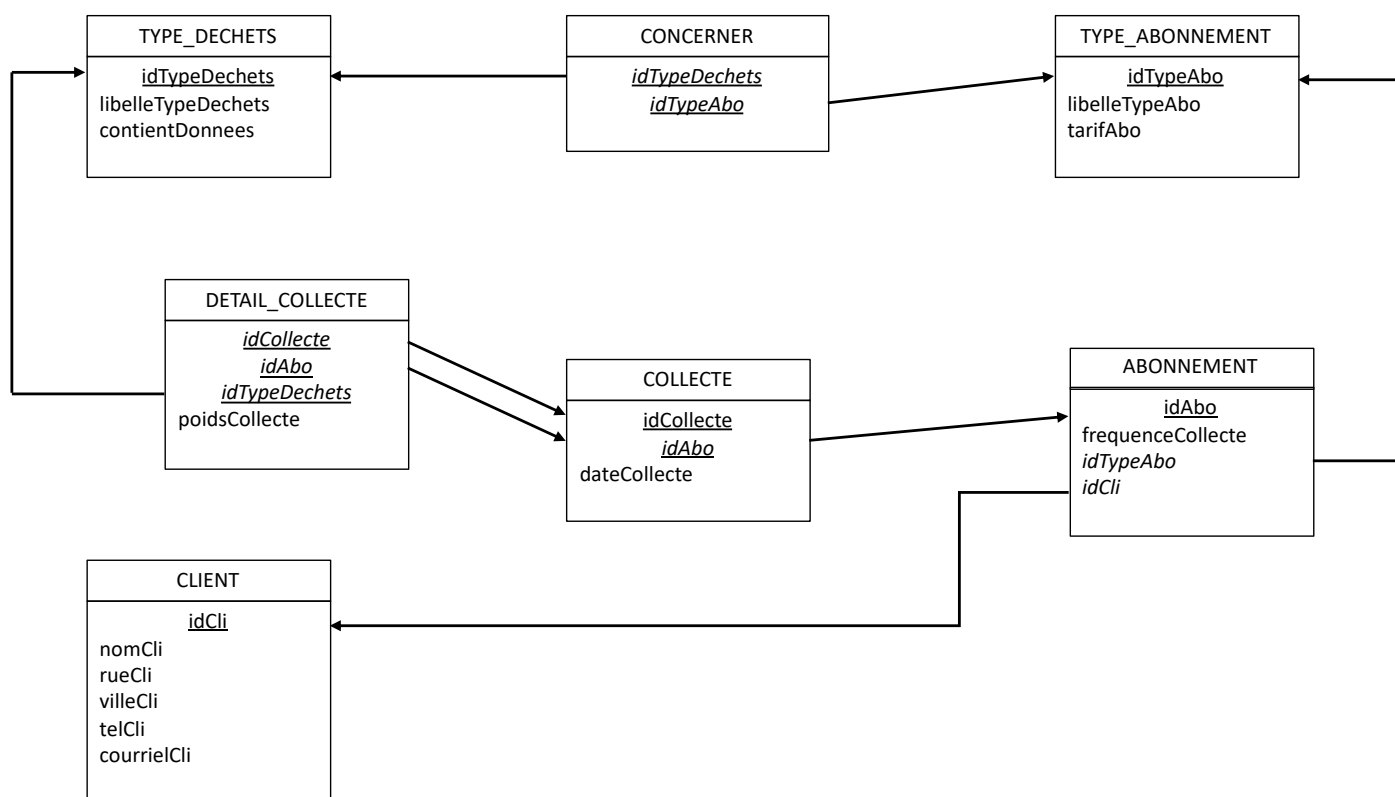 TYPE_DECHETS
idTypeDechets
libelleTypeDechets
contientDonnees
CONCERNER
idTypeDechets
idTypeAbo
TYPE_ABONNEMENT
idTypeAbo
libelleTypeAbo
tarifAbo
DETAIL_COLLECTE
idCollecte
idAbo
idTypeDechets
poidsCollecte
COLLECTE
idCollecte
idAbo
dateCollecte
ABONNEMENT
idAbo
frequenceCollecte
idTypeAbo
idCli
CLIENT
idCli
nomCli
rueCli
villeCli
telCli
courrielCli